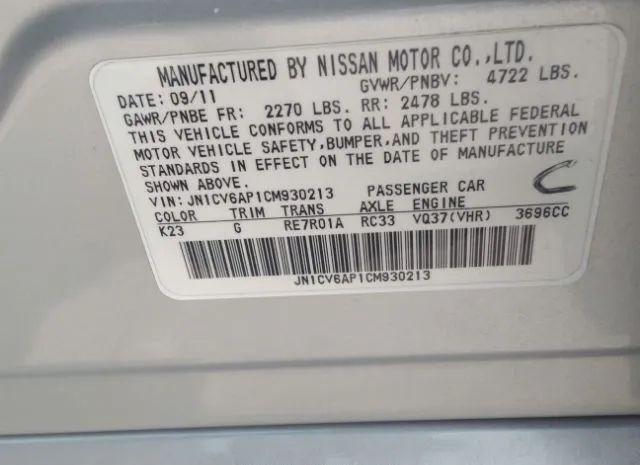 MANUFACTURED BY NISSAN MOTOR CO.,LTD.
DATE: 09/11 GVWR/PNBV: 4722 LBS.
GAWR/PNBE FR: 2270 LBS. RR: 2478 LBS.
THIS VEHICLE CONFORMS TO ALL APPLICABLE FEDERAL
MOTOR VEHICLE SAFETY,BUMPER,AND THEFT PREVENTION
STANDARDS IN EFFECT ON THE DATE OF MANUFACTURE
SHOWN ABOVE.
VIN: JN1CV6AP1CM930213 PASSENGER CAR C
COLOR TRIM TRANS AXLE ENGINE
K23 G RE7R01A RC33 VQ37(VHR) 3696CC
JN1CV6AP1CM930213